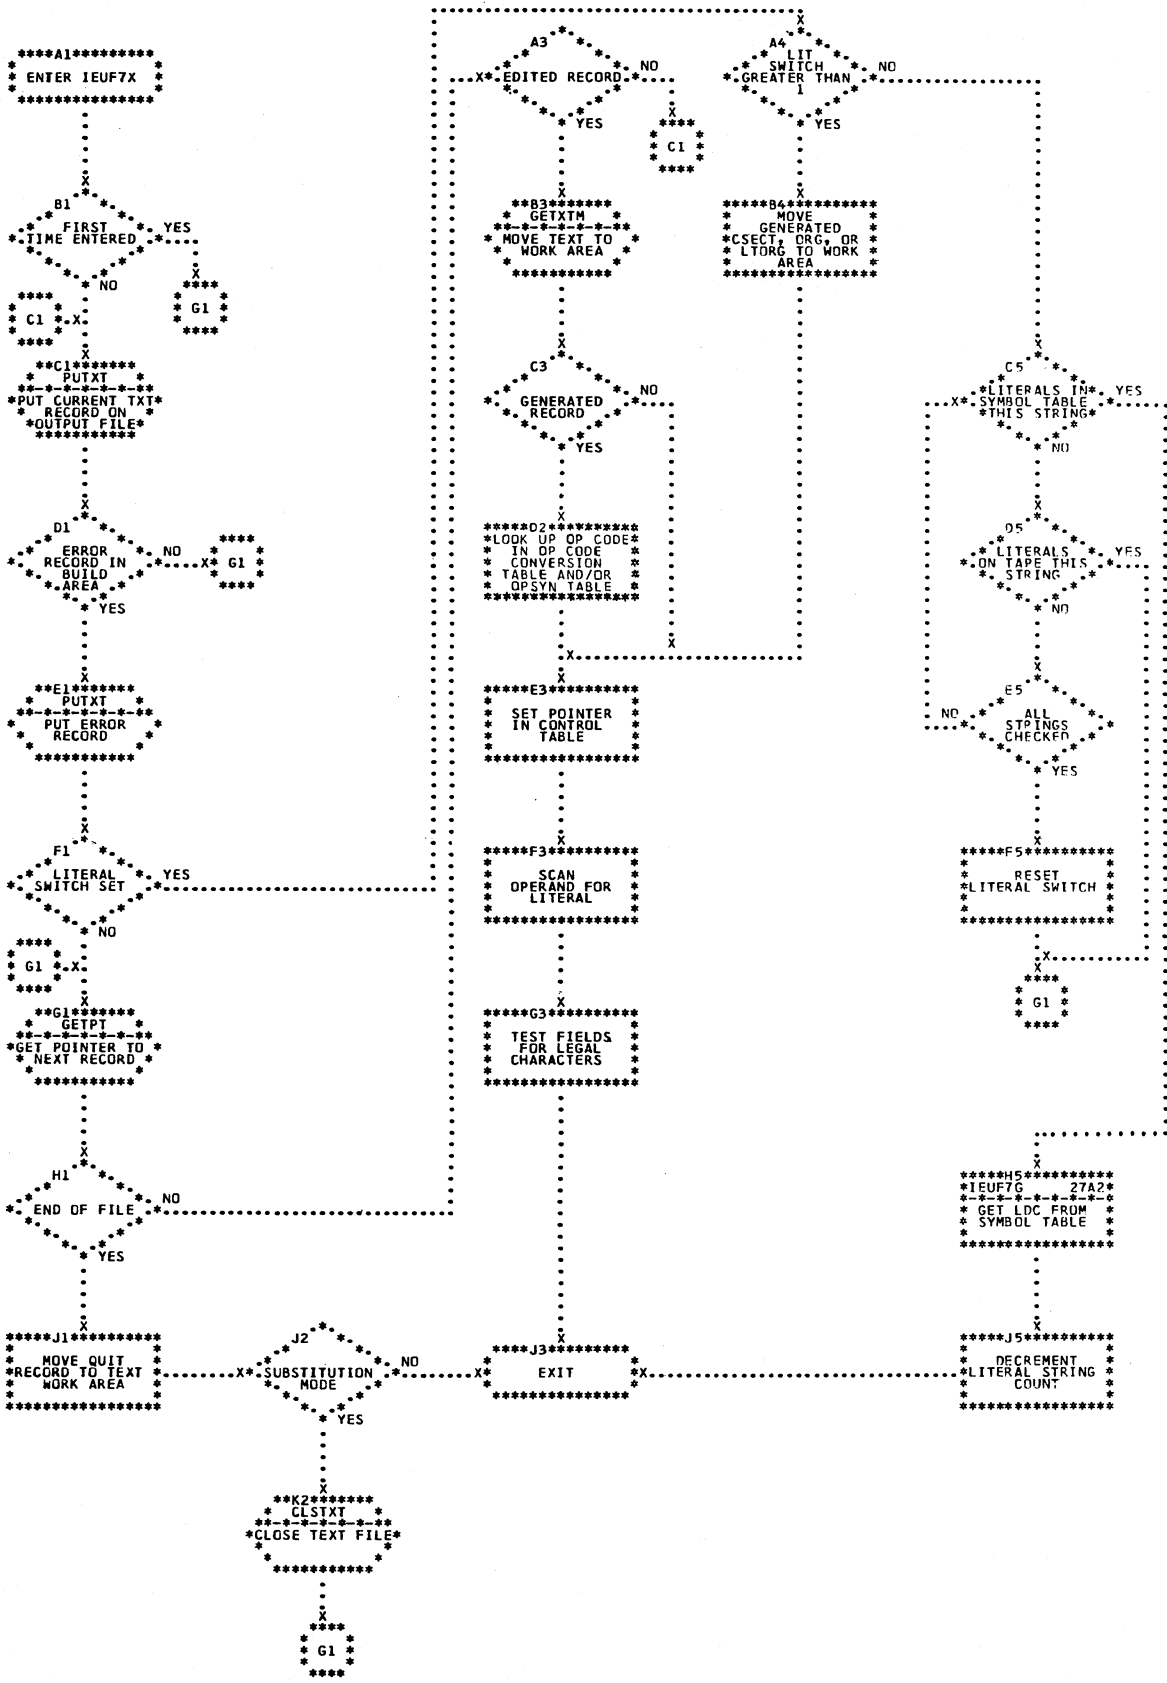 A1
ENTER IEUF7X
B1
FIRST
TIME ENTERED
YES
NO
G1
C1
C1
PUTXT
PUT CURRENT TXT
RECORD ON
OUTPUT FILE
D1
ERROR
RECORD IN
BUILD
AREA
NO
G1
YES
E1
PUTXT
PUT ERROR
RECORD
F1
LITERAL
SWITCH SET
YES
NO
G1
G1
GETPT
GET POINTER TO
NEXT RECORD
H1
END OF FILE
NO
YES
J1
MOVE QUIT
RECORD TO TEXT
WORK AREA
J2
SUBSTITUTION
MODE
NO
YES
K2
CLSTXT
CLOSE TEXT FILE
G1
A3
EDITED RECORD
NO
C1
YES
B3
GETXTM
MOVE TEXT TO
WORK AREA
C3
GENERATED
RECORD
NO
YES
D2
LOOK UP OP CODE
IN OP CODE
CONVERSION
TABLE AND/OR
OPSYN TABLE
E3
SET POINTER
IN CONTROL
TABLE
F3
SCAN
OPERAND FOR
LITERAL
G3
TEST FIELDS
FOR LEGAL
CHARACTERS
J3
EXIT
A4
LIT
SWITCH
GREATER THAN
1
NO
YES
B4
MOVE
GENERATED
CSECT, ORG, OR
LTORG TO WORK
AREA
C5
LITERALS IN
SYMBOL TABLE
THIS STRING
YES
NO
D5
LITERALS
ON TAPE THIS
STRING
YES
NO
E5
ALL
STRINGS
CHECKED
NO
YES
F5
RESET
LITERAL SWITCH
G1
H5
IEUF7G 27A2
GET LDC FROM
SYMBOL TABLE
J5
DECREMENT
LITERAL STRING
COUNT